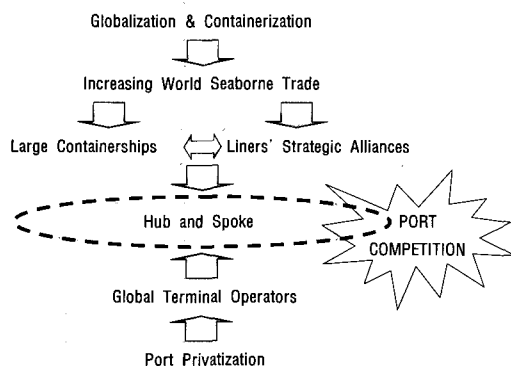 Globalization & Containerization
Increasing World Seaborne Trade
Large Containerships
Liners' Strategic Alliances
Hub and Spoke
PORT
COMPETITION
Global Terminal Operators
Port Privatization